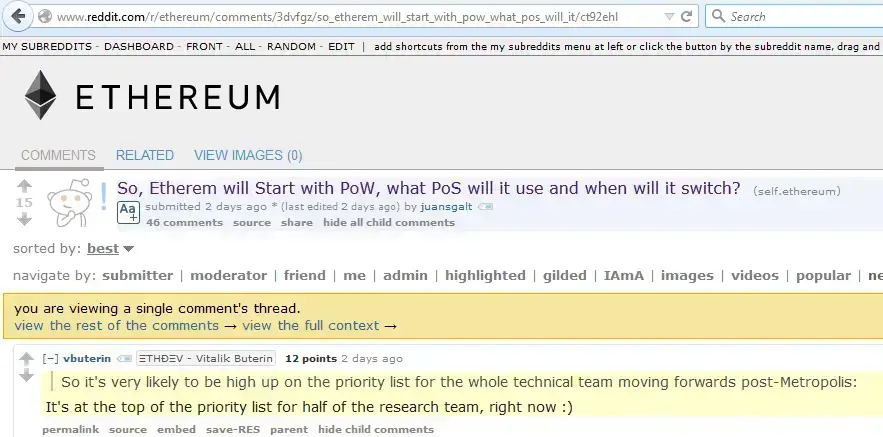 www.reddit.com/r/ethereum/comments/3dvfgz/so_etherem_will_start_with_pow_what_pos_will_it/ct92ehl
Search
MY SUBREDDITS - DASHBOARD - FRONT - ALL - RANDOM - EDIT | add shortcuts from the my subreddits menu at left or click the button by the subreddit name, drag and
ETHEREUM
COMMENTS RELATED VIEW IMAGES (0)
15
So, Etherem will Start with PoW, what PoS will it use and when will it switch? (self.ethereum)
Aa+ submitted 2 days ago * (last edited 2 days ago) by juansgalt
46 comments source share hide all child comments
sorted by: best
navigate by: submitter | moderator | friend | me | admin | highlighted | gilded | IAmA | images | videos | popular | ne
you are viewing a single comment's thread.
view the rest of the comments → view the full context →
[–] vbuterin ΞTHÐΞV - Vitalik Buterin 12 points 2 days ago
So it's very likely to be high up on the priority list for the whole technical team moving forwards post-Metropolis:
It's at the top of the priority list for half of the research team, right now :)
permalink source embed save-RES parent hide child comments